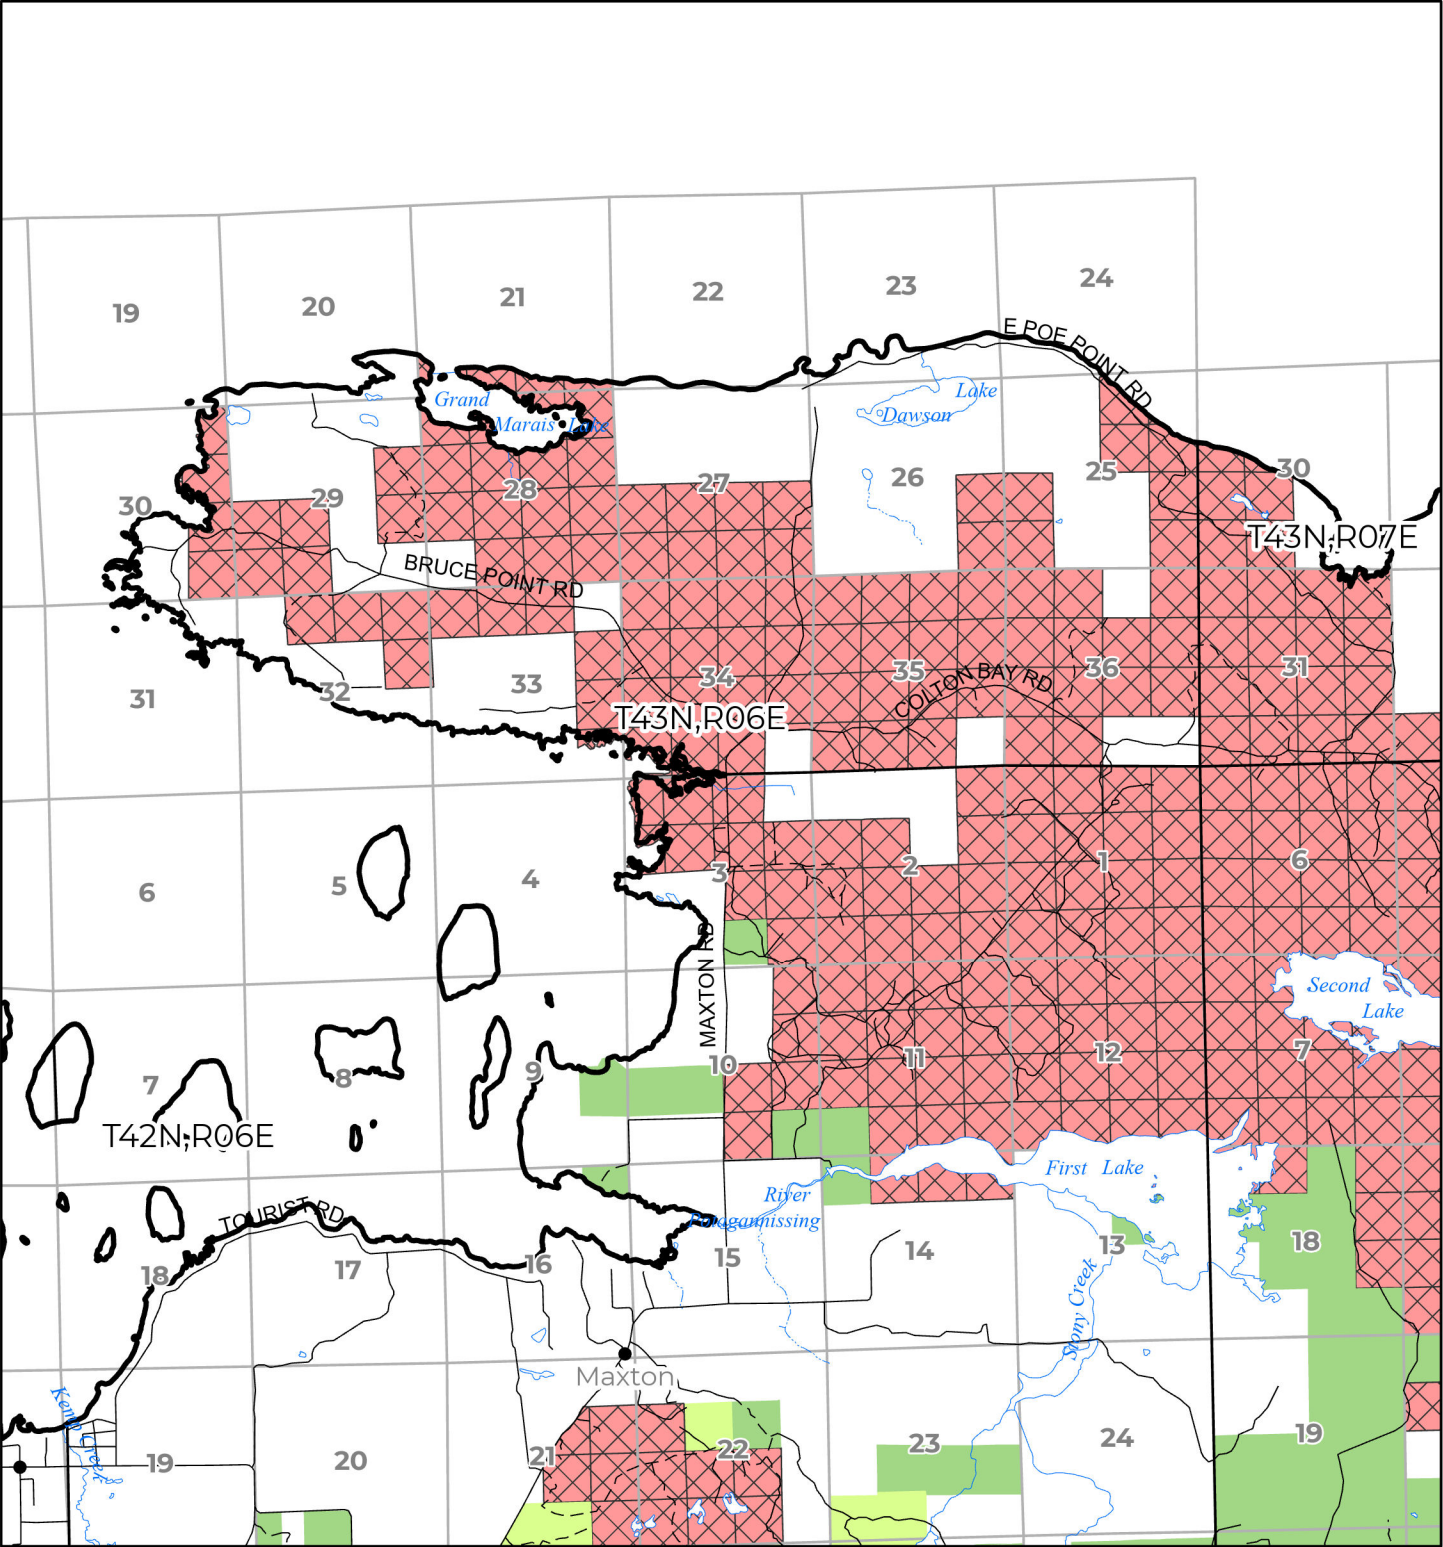 24
23
22
21
20
19
E POE POINT RD
Lake
Dawson
Grand
Marais Lake
30
25
26
27
28
29
30
T43N,R07E
BRUCE POINT RD
31
36
35
34
33
32
31
COLTON BAY RD
T43N,R06E
6
1
2
3
4
5
6
MAXTON RD
Second
Lake
7
12
11
10
9
8
7
T42N,R06E
First Lake
River
Potagannissing
TOURIST RD
18
13
14
15
16
17
18
Stony Creek
Maxton
Kemp Creek
19
24
23
22
21
20
19